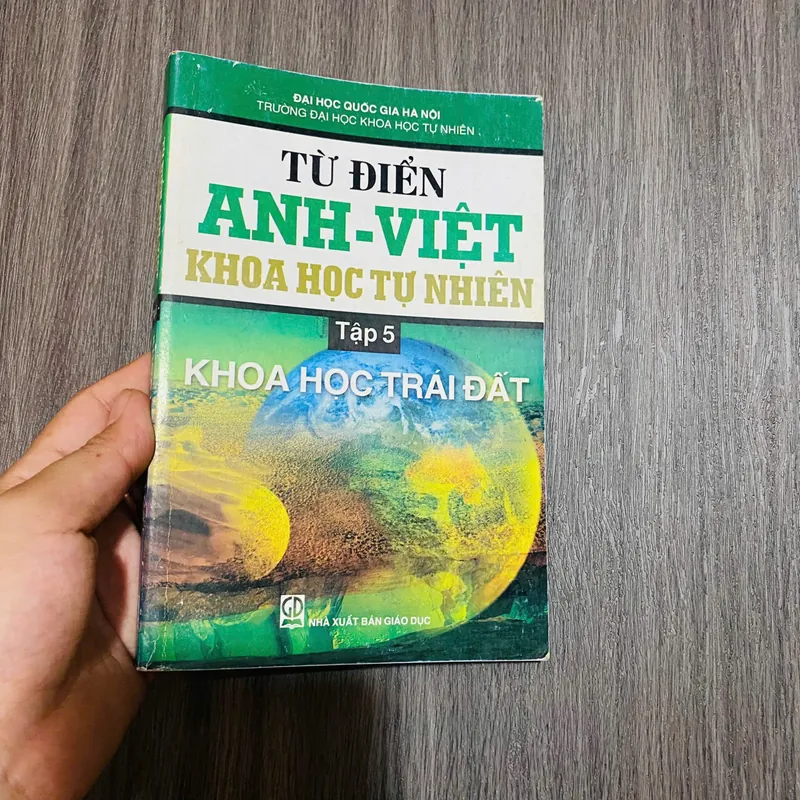 ĐẠI HỌC QUỐC GIA HÀ NỘI
TRƯỜNG ĐẠI HỌC KHOA HỌC TỰ NHIÊN
TỪ ĐIỂN
ANH-VIỆT
KHOA HỌC TỰ NHIÊN
Tập 5
KHOA HỌC TRÁI ĐẤT
GD
NHÀ XUẤT BẢN GIÁO DỤC